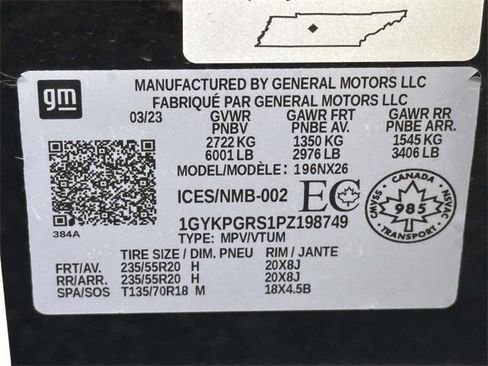 gm
MANUFACTURED BY GENERAL MOTORS LLC
FABRIQUÉ PAR GENERAL MOTORS LLC
03/23 GVWR GAWR FRT GAWR RR
PNBV PNBE AV. PNBE ARR.
2722 KG 1350 KG 1545 KG
6001 LB 2976 LB 3406 LB
MODEL/MODÈLE: 196NX26
ICES/NMB-002 EC
CANADA
CMVSS NSVAC
985
TRANSPORT
384A
1GYKPGRS1PZ198749
TYPE: MPV/VTUM
TIRE SIZE / DIM. PNEU RIM / JANTE
FRT/AV. 235/55R20 H 20X8J
RR/ARR. 235/55R20 H 20X8J
SPA/SOS T135/70R18 M 18X4.5B